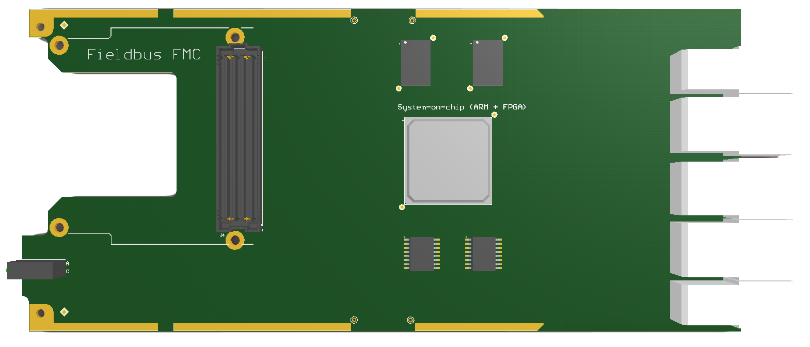 Fieldbus FMC
System-on-chip (ARM + FPGA)
A
C